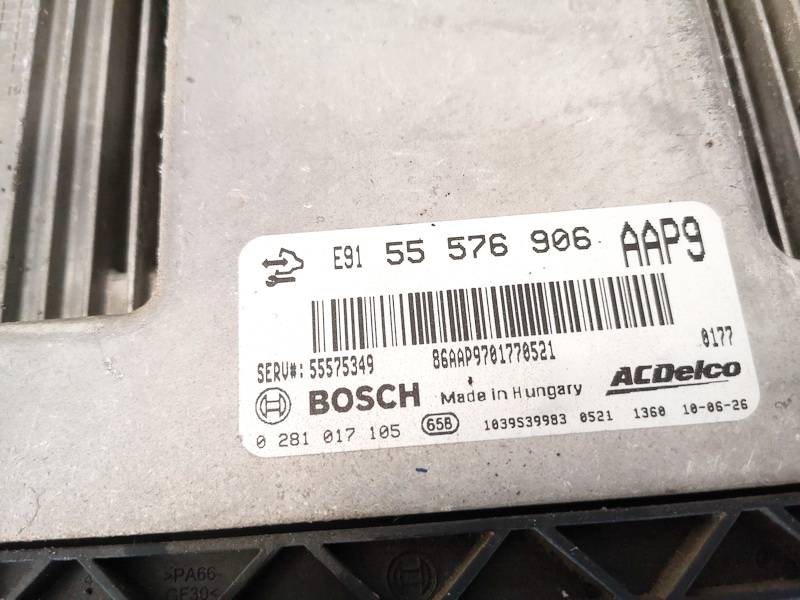 E91 55 576 906 AAP9
SERV#: 55575349 86AAP9701770521 0177
BOSCH Made in Hungary ACDelco
0 281 017 105 65B 1039S39983 0521 1360 10-06-26
>PA66-
GF30<